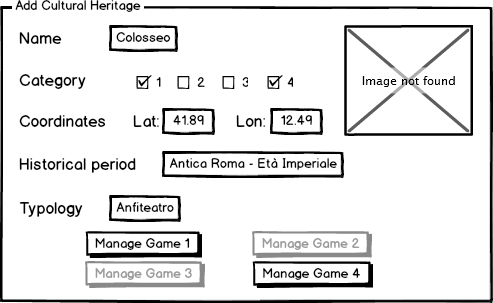 Add Cultural Heritage
Name Colosseo
Category 1 2 3 4
Image not found
Coordinates Lat: 41.89 Lon: 12.49
Historical period Antica Roma - Età Imperiale
Typology Anfiteatro
Manage Game 1 Manage Game 2
Manage Game 3 Manage Game 4